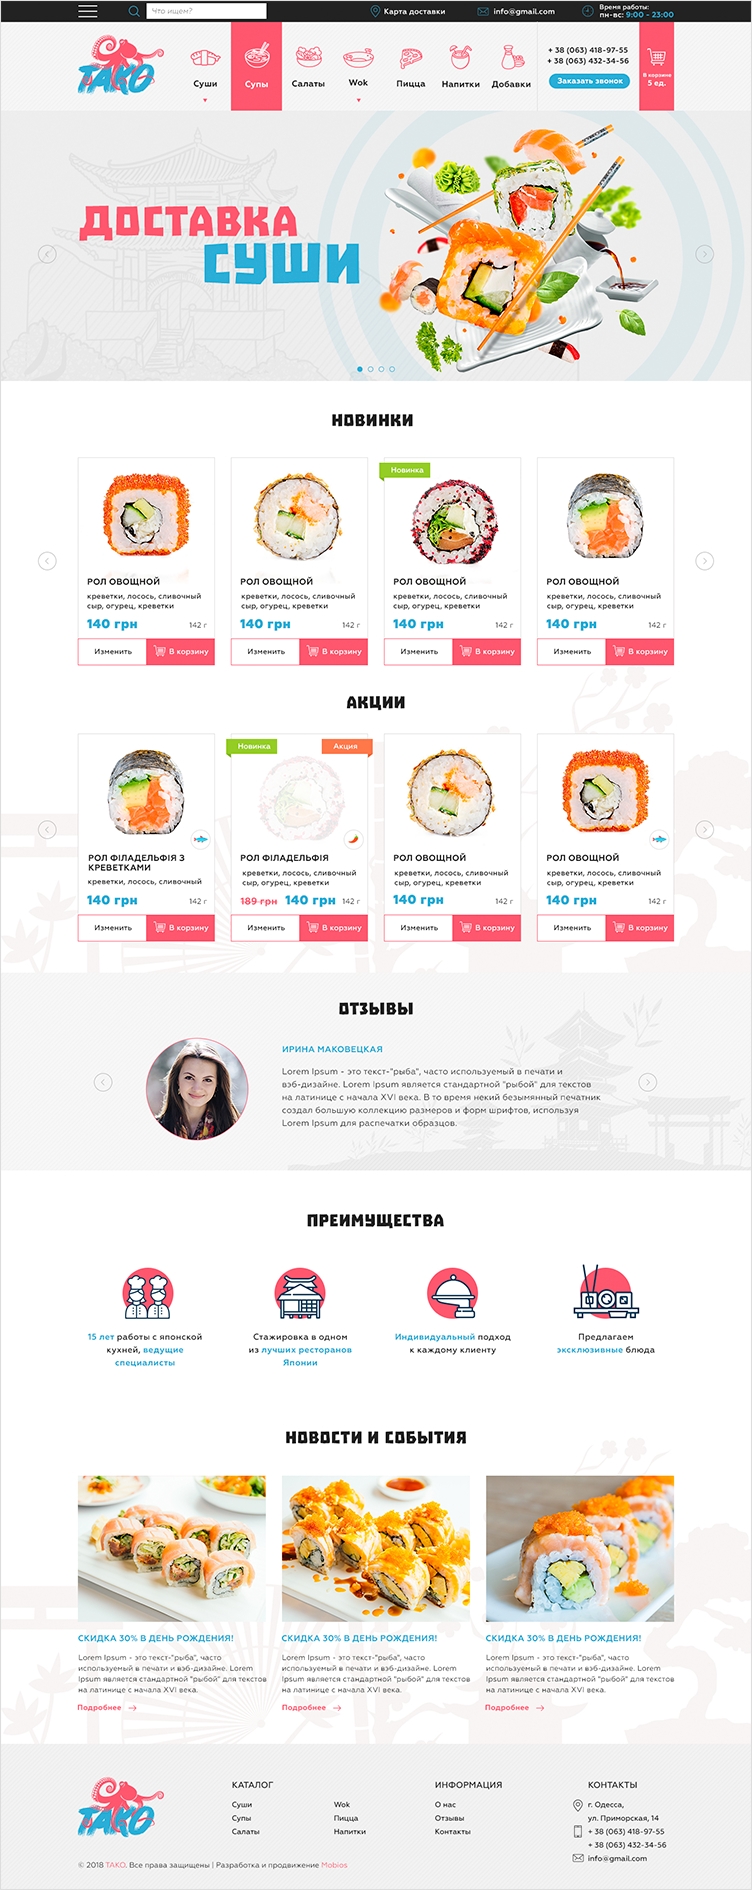 Что ищем?
Карта доставки
info@gmail.com
Время работы:
пн-вс: 9:00 - 23:00
ТАКО
Суши
Супы
Салаты
Wok
Пицца
Напитки
Добавки
+ 38 (063) 418-97-55
+ 38 (063) 432-34-56
Заказать звонок
В корзине
5 ед.
ДОСТАВКА
СУШИ
НОВИНКИ
Новинка
РОЛ ОВОЩНОЙ
креветки, лосось, сливочный
сыр, огурец, креветки
140 грн 142 г
Изменить В корзину
РОЛ ОВОЩНОЙ
креветки, лосось, сливочный
сыр, огурец, креветки
140 грн 142 г
Изменить В корзину
РОЛ ОВОЩНОЙ
креветки, лосось, сливочный
сыр, огурец, креветки
140 грн 142 г
Изменить В корзину
РОЛ ОВОЩНОЙ
креветки, лосось, сливочный
сыр, огурец, креветки
140 грн 142 г
Изменить В корзину
АКЦИИ
РОЛ ФІЛАДЕЛЬФІЯ З
КРЕВЕТКАМИ
креветки, лосось, сливочный
140 грн 142 г
Изменить В корзину
Новинка Акция
РОЛ ФІЛАДЕЛЬФІЯ
креветки, лосось, сливочный
сыр, огурец, креветки
189 грн 140 грн 142 г
Изменить В корзину
РОЛ ОВОЩНОЙ
креветки, лосось, сливочный
сыр, огурец, креветки
140 грн 142 г
Изменить В корзину
РОЛ ОВОЩНОЙ
креветки, лосось, сливочный
сыр, огурец, креветки
140 грн 142 г
Изменить В корзину
ОТЗЫВЫ
ИРИНА МАКОВЕЦКАЯ
Lorem Ipsum - это текст-"рыба", часто используемый в печати и
вэб-дизайне. Lorem Ipsum является стандартной "рыбой" для текстов
на латинице с начала XVI века. В то время некий безымянный печатник
создал большую коллекцию размеров и форм шрифтов, используя
Lorem Ipsum для распечатки образцов.
ПРЕИМУЩЕСТВА
15 лет работы с японской
кухней, ведущие
специалисты
Стажировка в одном
из лучших ресторанов
Японии
Индивидуальный подход
к каждому клиенту
Предлагаем
эксклюзивные блюда
НОВОСТИ И СОБЫТИЯ
СКИДКА 30% В ДЕНЬ РОЖДЕНИЯ!
Lorem Ipsum - это текст-"рыба", часто
используемый в печати и вэб-дизайне. Lorem
Ipsum является стандартной "рыбой" для текстов
на латинице с начала XVI века.
Подробнее
СКИДКА 30% В ДЕНЬ РОЖДЕНИЯ!
Lorem Ipsum - это текст-"рыба", часто
используемый в печати и вэб-дизайне. Lorem
Ipsum является стандартной "рыбой" для текстов
на латинице с начала XVI века.
Подробнее
СКИДКА 30% В ДЕНЬ РОЖДЕНИЯ!
Lorem Ipsum - это текст-"рыба", часто
используемый в печати и вэб-дизайне. Lorem
Ipsum является стандартной "рыбой" для текстов
на латинице с начала XVI века.
Подробнее
ТАКО
КАТАЛОГ
Суши
Супы
Салаты
Wok
Пицца
Напитки
ИНФОРМАЦИЯ
О нас
Отзывы
Контакты
КОНТАКТЫ
г. Одесса,
ул. Приморская, 14
+ 38 (063) 418-97-55
+ 38 (063) 432-34-56
info@gmail.com
© 2018 ТАКО. Все права защищены | Разработка и продвижение Mobios